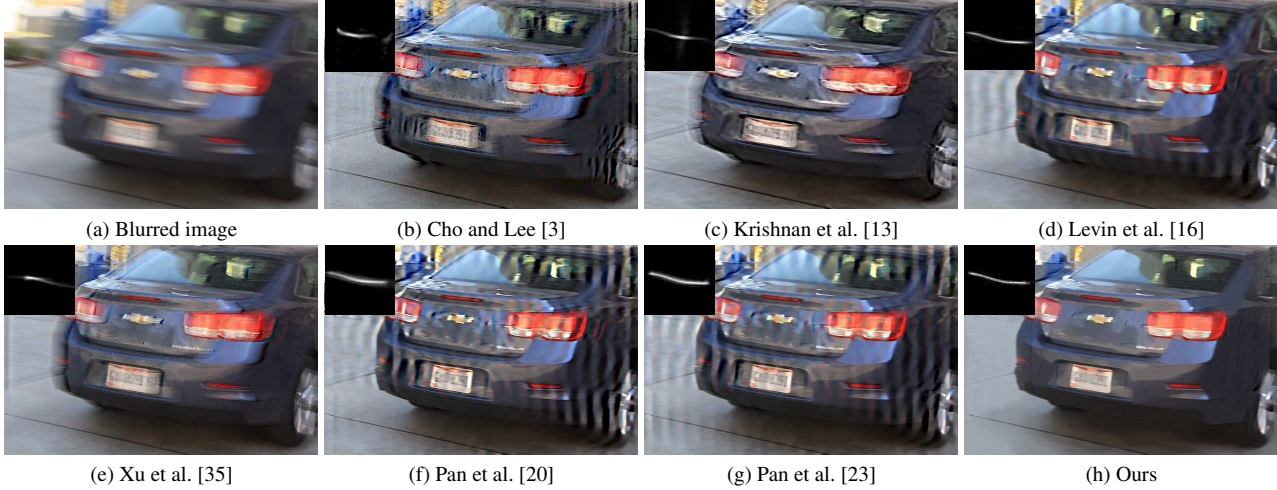 (a) Blurred image
(b) Cho and Lee [3]
(c) Krishnan et al. [13]
(d) Levin et al. [16]
(e) Xu et al. [35]
(f) Pan et al. [20]
(g) Pan et al. [23]
(h) Ours